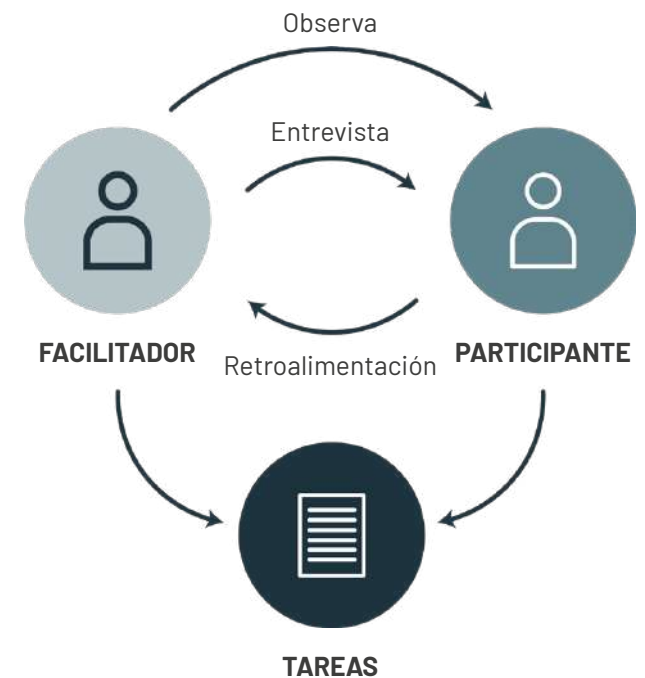 Observa
Entrevista
FACILITADOR
Retroalimentación
PARTICIPANTE
TAREAS